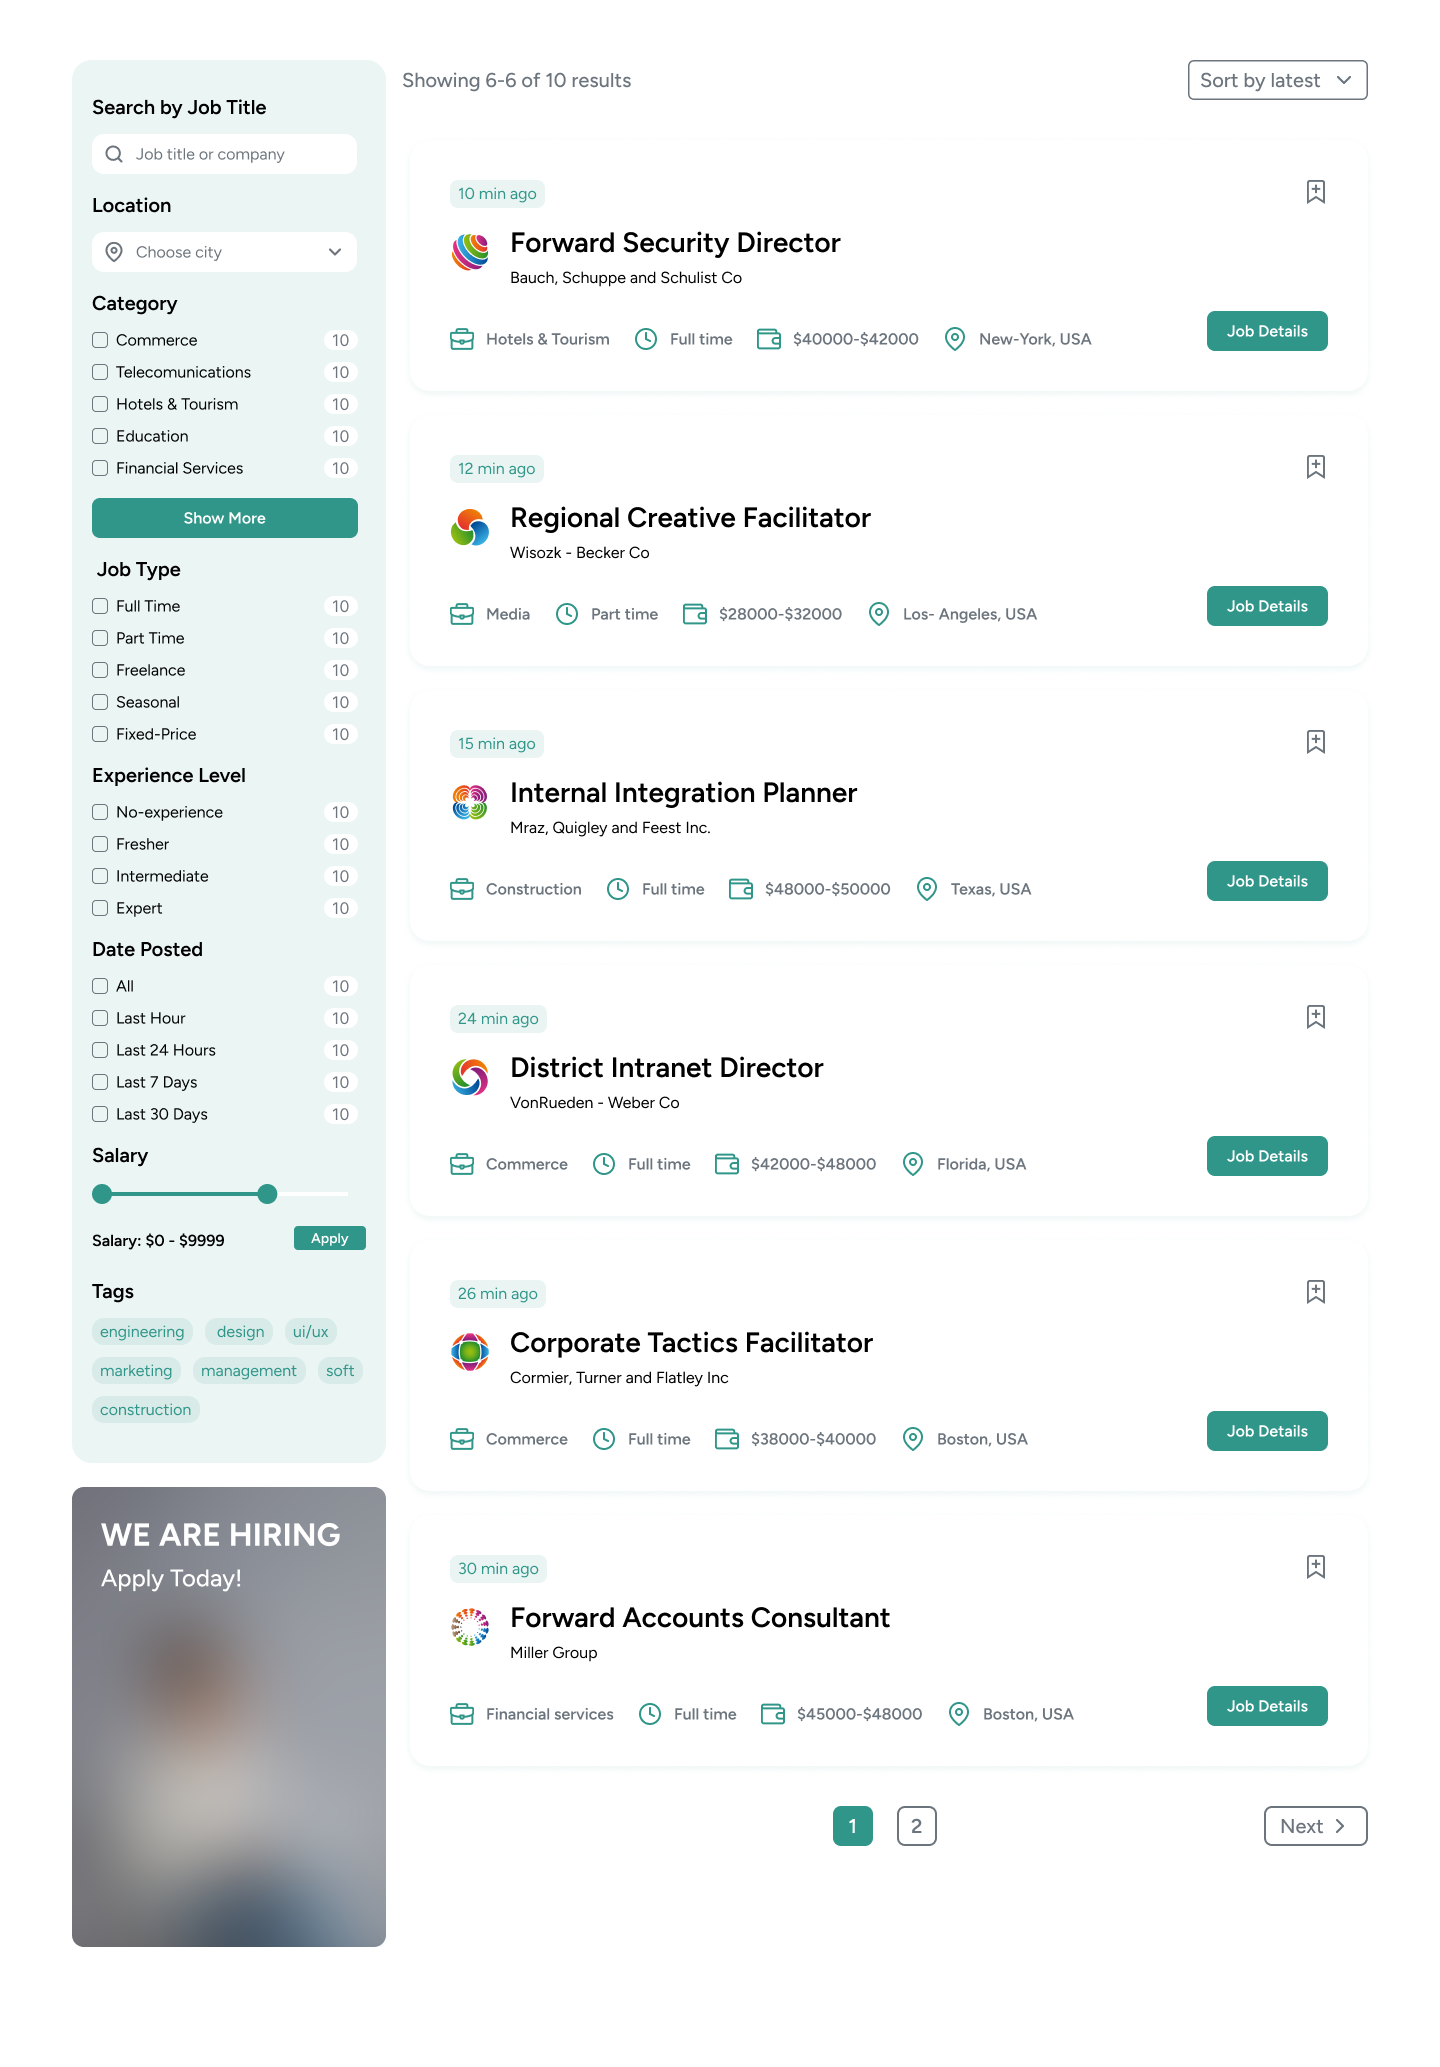 Search by Job Title
Job title or company
Location
Choose city
Category
Commerce 10
Telecomunications 10
Hotels & Tourism 10
Education 10
Financial Services 10
Show More
Job Type
Full Time 10
Part Time 10
Freelance 10
Seasonal 10
Fixed-Price 10
Experience Level
No-experience 10
Fresher 10
Intermediate 10
Expert 10
Date Posted
All 10
Last Hour 10
Last 24 Hours 10
Last 7 Days 10
Last 30 Days 10
Salary
Salary: $0 - $9999 Apply
Tags
engineering design ui/ux
marketing management soft
construction
WE ARE HIRING
Apply Today!
Showing 6-6 of 10 results Sort by latest
10 min ago
Forward Security Director
Bauch, Schuppe and Schulist Co
Hotels & Tourism Full time $40000-$42000 New-York, USA Job Details
12 min ago
Regional Creative Facilitator
Wisozk - Becker Co
Media Part time $28000-$32000 Los- Angeles, USA Job Details
15 min ago
Internal Integration Planner
Mraz, Quigley and Feest Inc.
Construction Full time $48000-$50000 Texas, USA Job Details
24 min ago
District Intranet Director
VonRueden - Weber Co
Commerce Full time $42000-$48000 Florida, USA Job Details
26 min ago
Corporate Tactics Facilitator
Cormier, Turner and Flatley Inc
Commerce Full time $38000-$40000 Boston, USA Job Details
30 min ago
Forward Accounts Consultant
Miller Group
Financial services Full time $45000-$48000 Boston, USA Job Details
1 2 Next